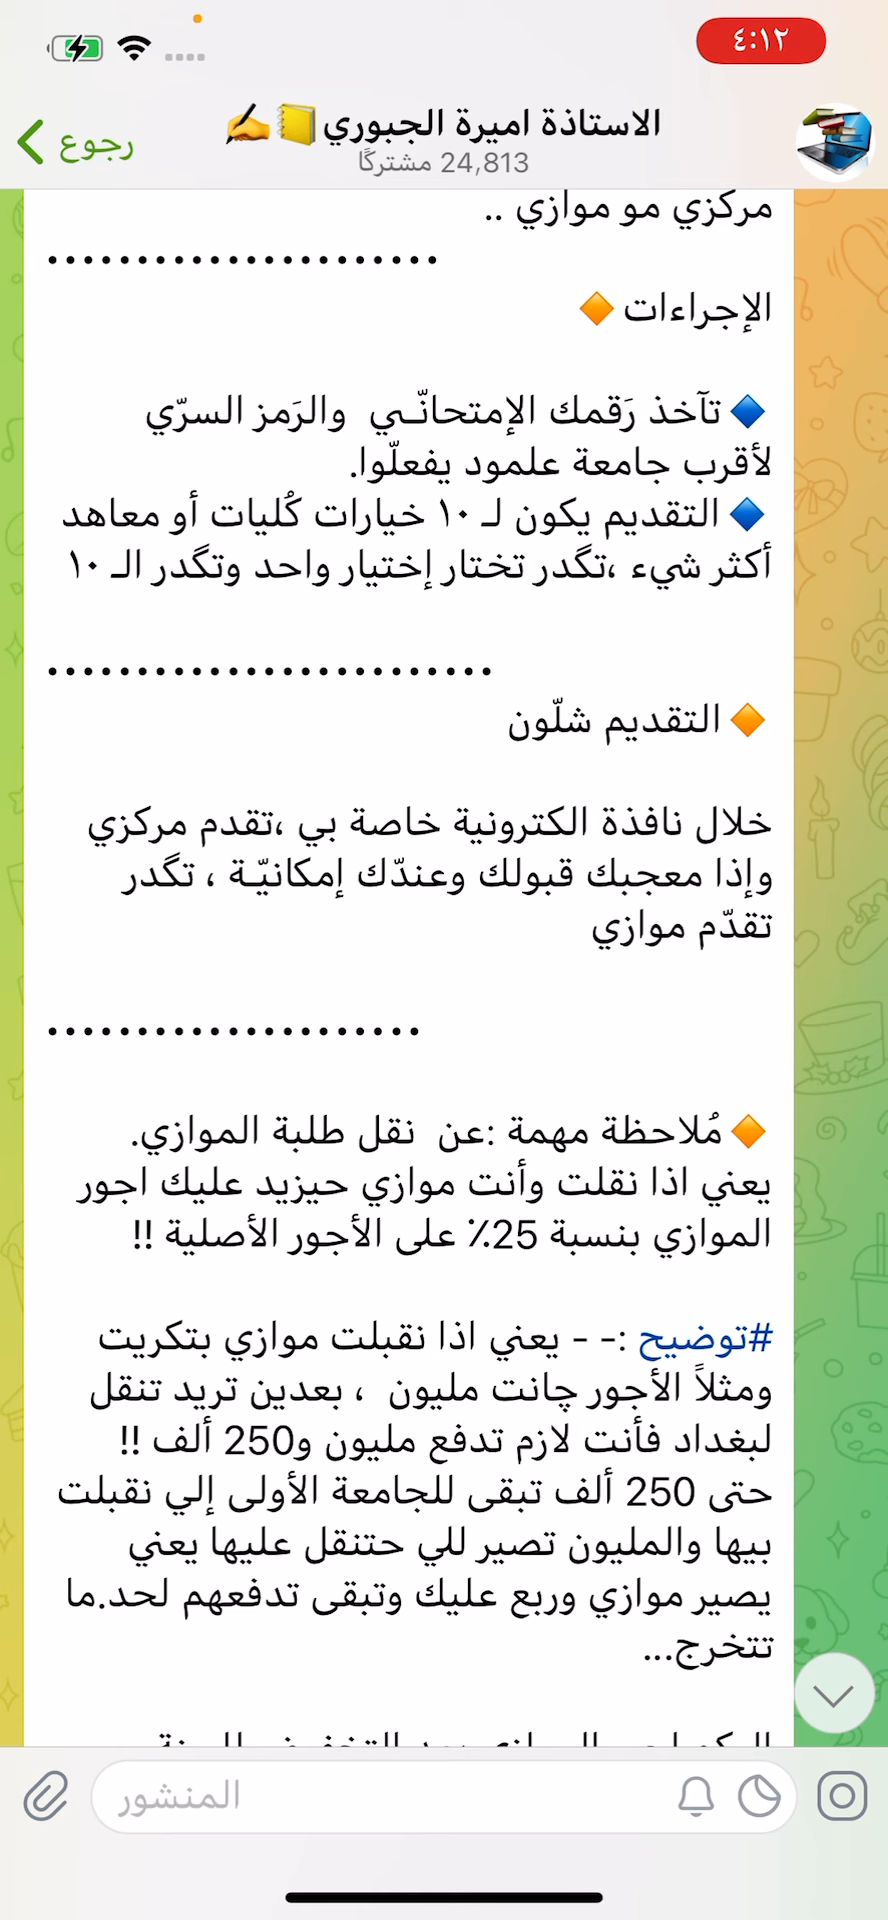 ٤:١٢
رجوع
الاستاذة اميرة الجبوري📒✍️
24,813 مشتركًا
مركزي مو موازي ..
......................
الإجراءات 🔶
🔷 تآخذ رَقمك الإمتحانّـي والرَمز السرّي
لأقرب جامعة علمود يفعلّوا.
🔷 التقديم يكون لـ ١٠ خيارات كُليات أو معاهد
أكثر شيء ،تگدر تختار إختيار واحد وتگدر الـ ١٠
.........................
🔶 التقديم شلّون
خلال نافذة الكترونية خاصة بي ،تقدم مركزي
وإذا معجبك قبولك وعندّك إمكانيّـة ، تگدر
تقدّم موازي
.....................
🔶 مُلاحظة مهمة :عن نقل طلبة الموازي.
يعني اذا نقلت وأنت موازي حيزيد عليك اجور
الموازي بنسبة 25٪ على الأجور الأصلية !!
#توضيح :- - يعني اذا نقبلت موازي بتكريت
ومثلاً الأجور چانت مليون ، بعدين تريد تنقل
لبغداد فأنت لازم تدفع مليون و250 ألف !!
حتى 250 ألف تبقى للجامعة الأولى إلي نقبلت
بيها والمليون تصير للي حتنقل عليها يعني
يصير موازي وربع عليك وتبقى تدفعهم لحد.ما
تتخرج...
المنشور